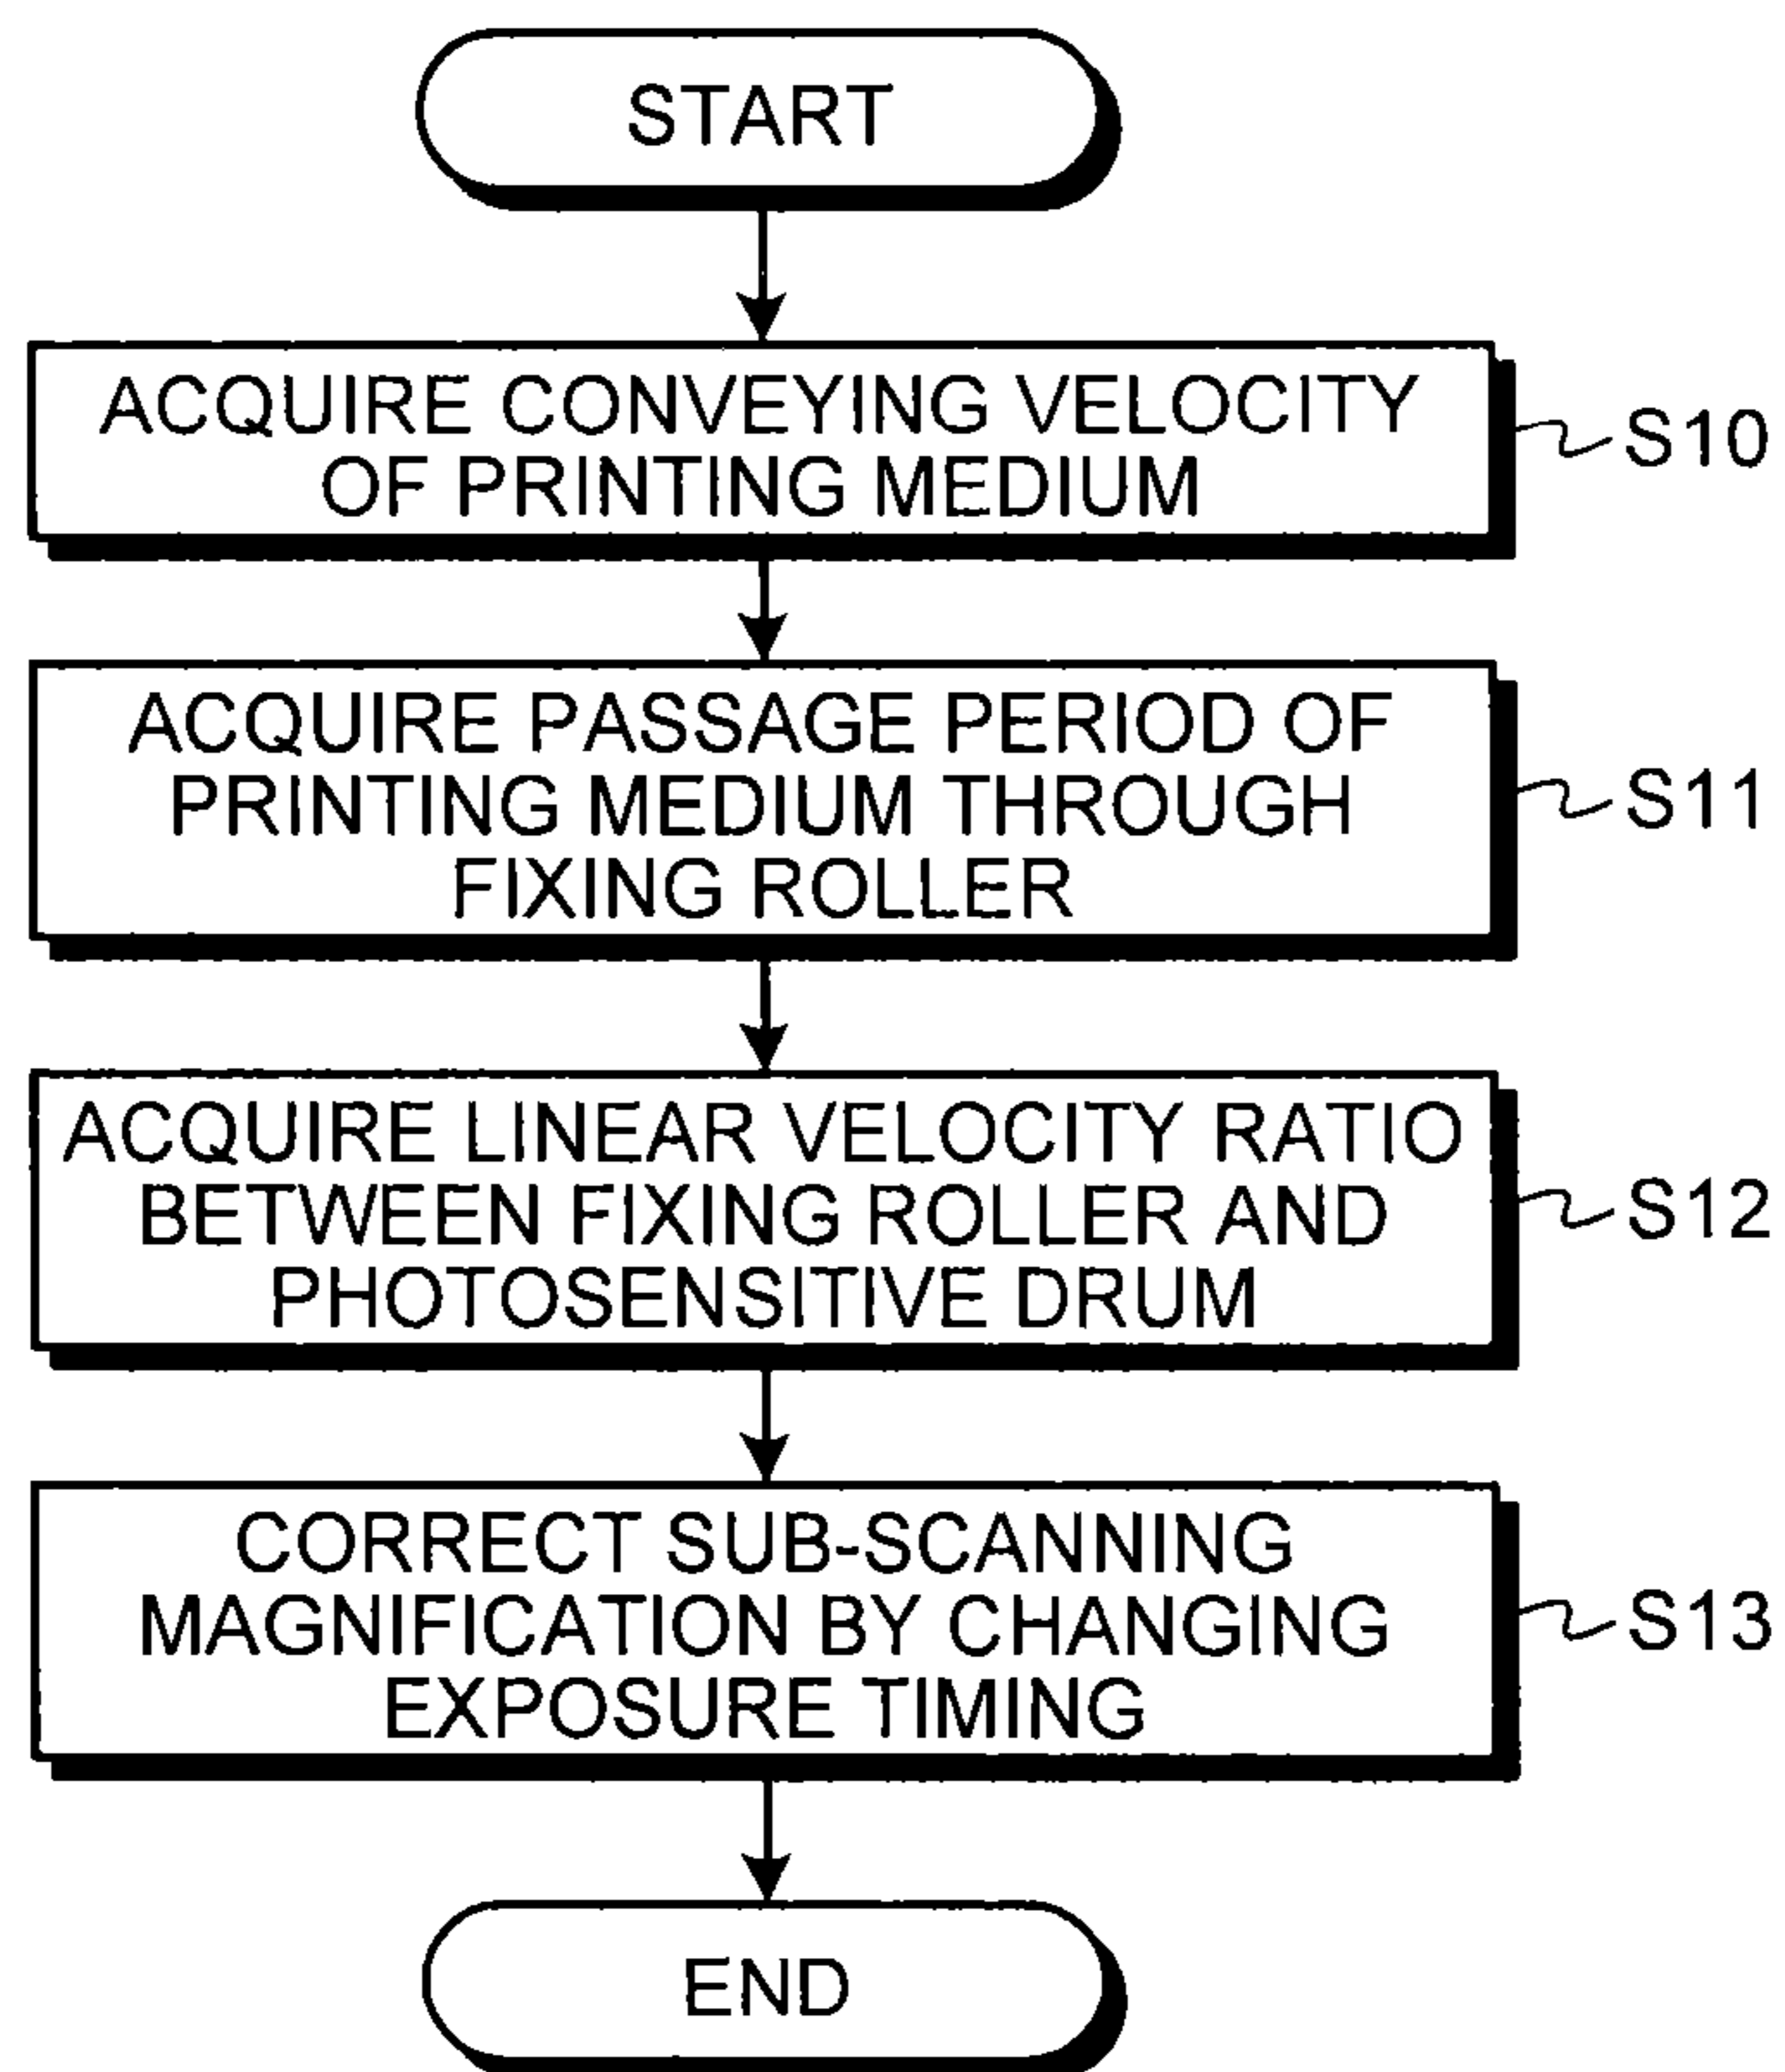 START
ACQUIRE CONVEYING VELOCITY
OF PRINTING MEDIUM
S10
ACQUIRE PASSAGE PERIOD OF
PRINTING MEDIUM THROUGH
FIXING ROLLER
S11
ACQUIRE LINEAR VELOCITY RATIO
BETWEEN FIXING ROLLER AND
PHOTOSENSITIVE DRUM
S12
CORRECT SUB-SCANNING
MAGNIFICATION BY CHANGING
EXPOSURE TIMING
S13
END